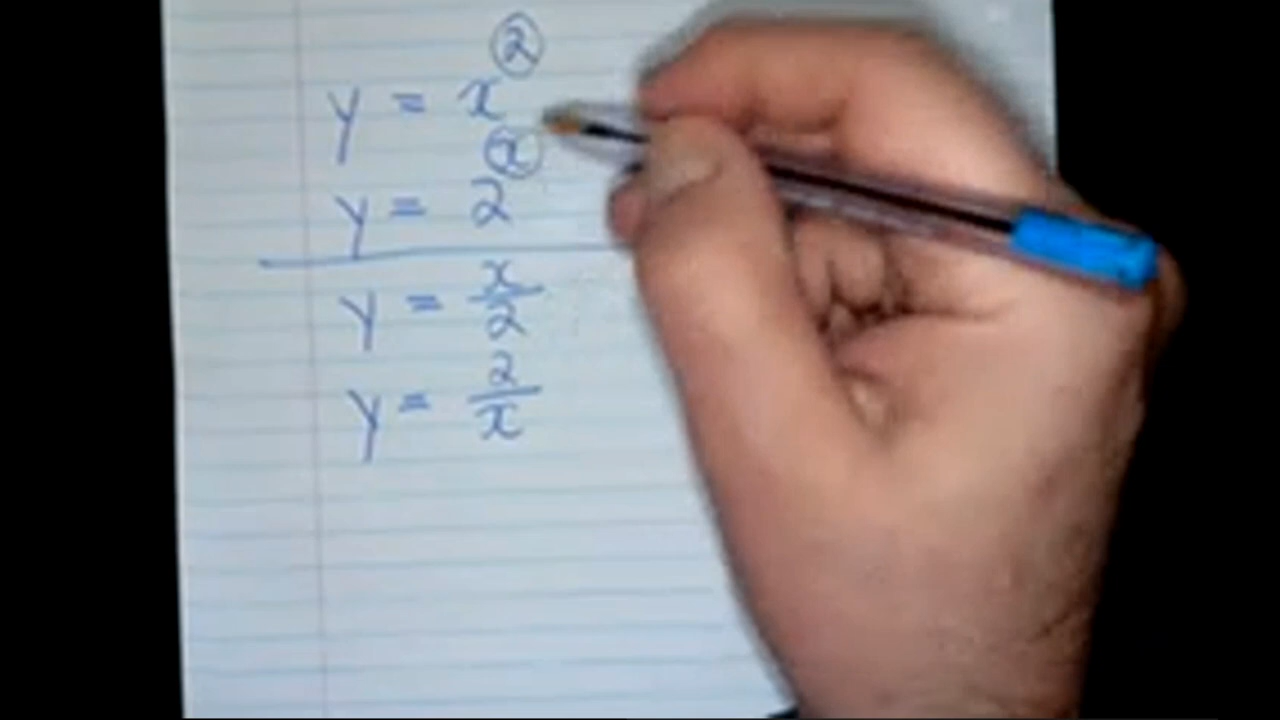 y = x²
y = 2ˣ
y = x/2
y = 2/x